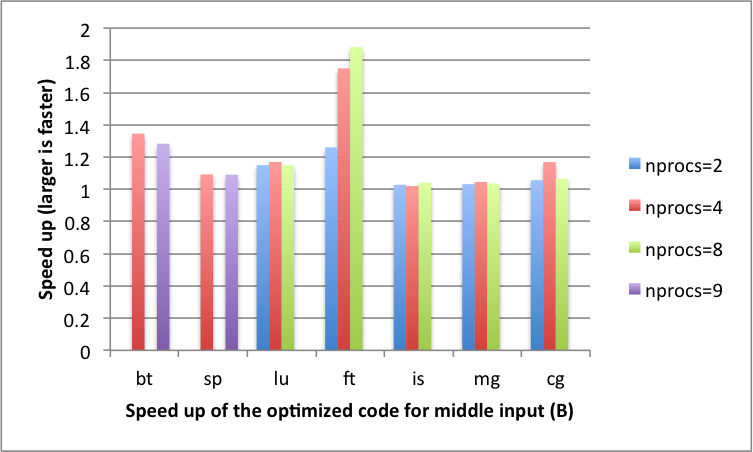 Speed up (larger is faster)
2
1.8
1.6
1.4
1.2
1
0.8
0.6
0.4
0.2
0
bt sp lu ft is mg cg
Speed up of the optimized code for middle input (B)
nprocs=2
nprocs=4
nprocs=8
nprocs=9